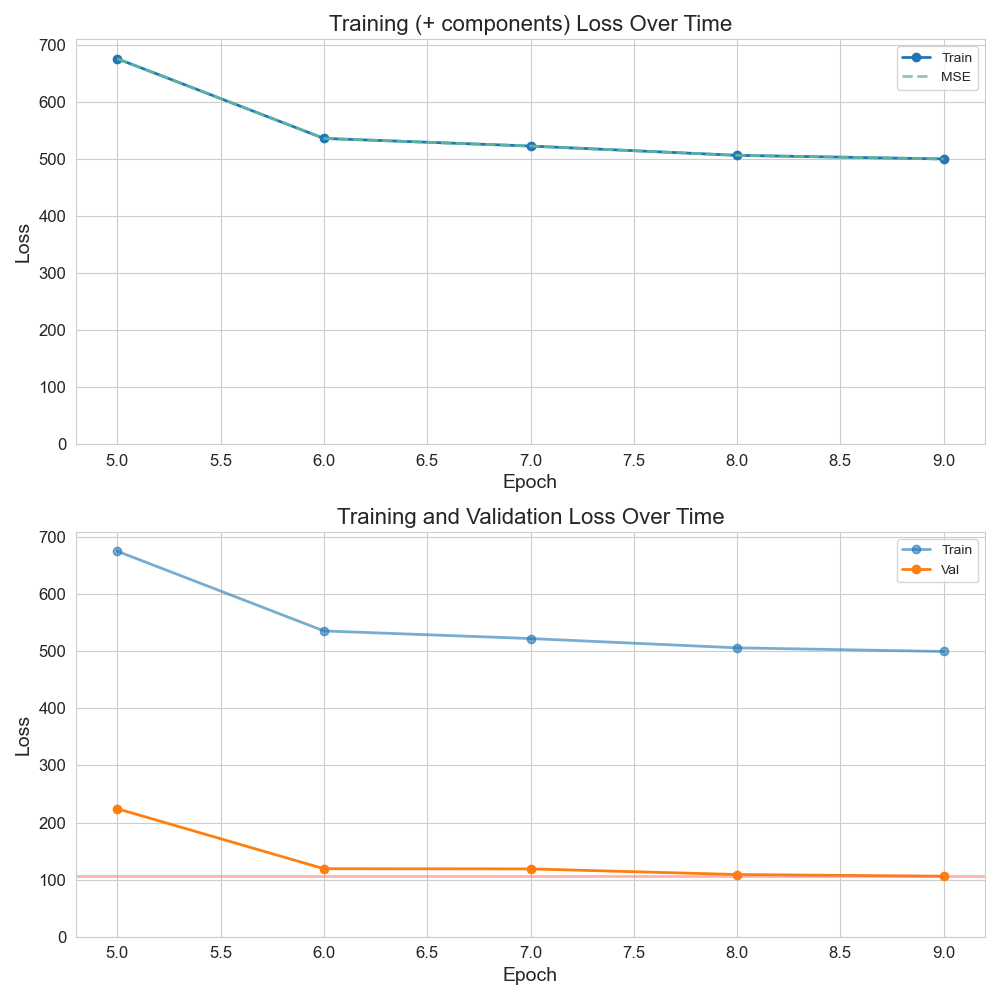 Training (+ components) Loss Over Time
700
600
500
400
300
200
100
0
Loss
Train
MSE
5.0 5.5 6.0 6.5 7.0 7.5 8.0 8.5 9.0
Epoch
Training and Validation Loss Over Time
700
600
500
400
300
200
100
0
Loss
Train
Val
5.0 5.5 6.0 6.5 7.0 7.5 8.0 8.5 9.0
Epoch